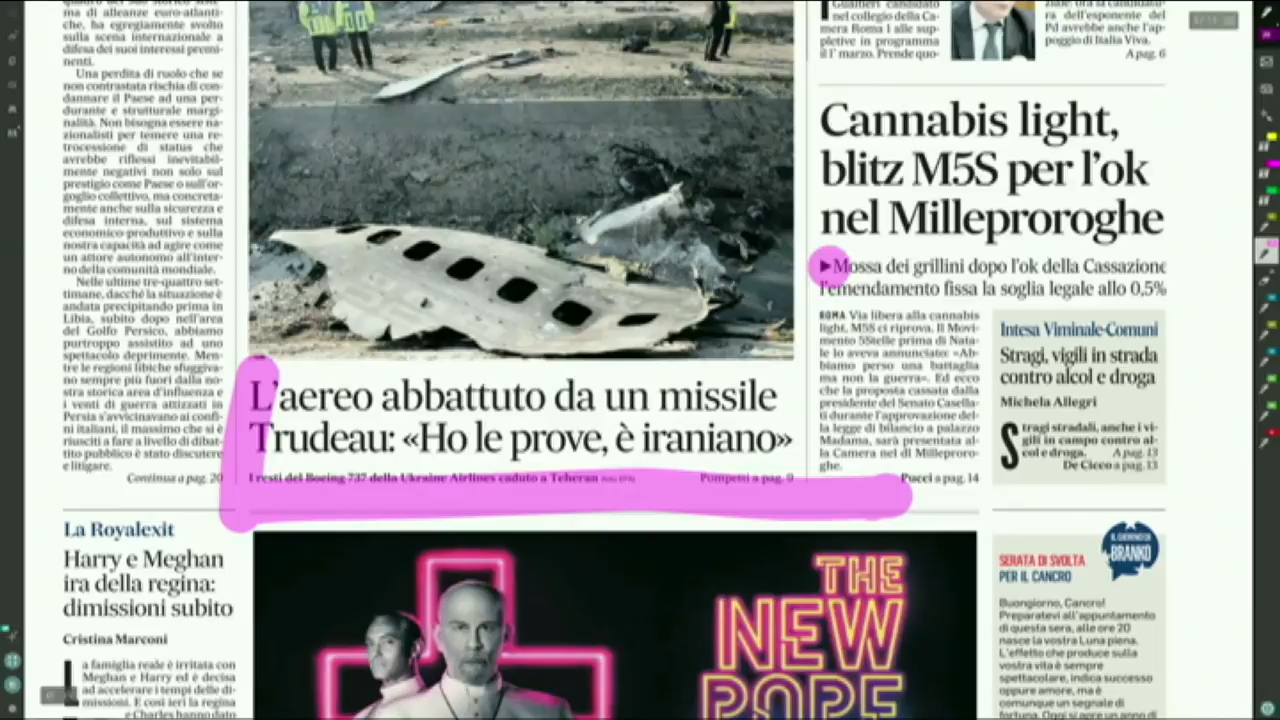 ma di alleanze euro-atlanti-
che, ha egregiamente svolto
sulla scena internazionale a
difesa dei suoi interessi premi-
nenti.
Una perdita di ruolo che se
non contrastata rischia di con-
dannare il Paese ad una per-
durante e strutturale margi-
nalità. Non bisogna essere na-
zionalisti per temere una re-
trocessione di status che
avrebbe riflessi inevitabil-
mente negativi non solo sul
prestigio come Paese o sull'or-
goglio collettivo, ma concreta-
mente anche sulla sicurezza e
difesa interna, sul sistema
economico-produttivo e sulla
nostra capacità ad agire come
un attore autonomo all'inter-
no della comunità mondiale.
Nelle ultime tre-quattro set-
timane, dacché la situazione è
andata precipitando prima in
Libia, subito dopo nell'area
del Golfo Persico, abbiamo
purtroppo assistito ad uno
spettacolo deprimente. Men-
tre le regioni libiche sfuggiva-
no sempre più fuori dalla no-
stra storica area d'influenza e
i venti di guerra attizzati in
Persia s'avvicinavano ai confi-
ni italiani, il massimo che si è
riusciti a fare a livello di dibat-
tito pubblico è stato discutere
e litigare.
Continua a pag. 20
L'aereo abbattuto da un missile
Trudeau: «Ho le prove, è iraniano»
I resti del Boeing 737 della Ukraine Airlines caduto a Teheran Pompetti a pag. 9
Gualtieri candidato
nel collegio della Ca-
mera Roma 1 alle sup-
pletive in programma
il 1° marzo. Prende quo-
ra dell'esponente del
Pd avrebbe anche l'ap-
poggio di Italia Viva.
A pag. 6
Cannabis light,
blitz M5S per l'ok
nel Milleproroghe
Mossa dei grillini dopo l'ok della Cassazione
l'emendamento fissa la soglia legale allo 0,5%
ROMA Via libera alla cannabis
light, M5S ci riprova. Il Movi-
mento 5Stelle prima di Nata-
le lo aveva annunciato: «Ab-
biamo perso una battaglia
ma non la guerra». Ed ecco
che la proposta cassata dalla
presidente del Senato Casella-
ti durante l'approvazione del-
la legge di bilancio a palazzo
Madama, sarà presentata al-
la Camera nel dl Milleproro-
ghe.
Pucci a pag. 14
Intesa Viminale-Comuni
Stragi, vigili in strada
contro alcol e droga
Michela Allegri
Stragi stradali, anche i vi-
gili in campo contro al-
col e droga. A pag. 13
De Cicco a pag. 13
La Royalexit
Harry e Meghan
ira della regina:
dimissioni subito
Cristina Marconi
la famiglia reale è irritata con
Meghan e Harry ed è decisa
ad accelerare i tempi delle di-
missioni. E così ieri la regina
e Charles hanno dato
THE
NEW
POPE
IL GIORNO DI
BRANKO
SERATA DI SVOLTA
PER IL CANCRO
Buongiorno, Cancro!
Preparatevi all'appuntamento
di questa sera, alle ore 20
nasce la vostra Luna piena.
L'effetto che produce sulla
vostra vita è sempre
spettacolare, indica successo
oppure amore, ma è
comunque un segnale di
fortuna. Oggi si apre un anno di